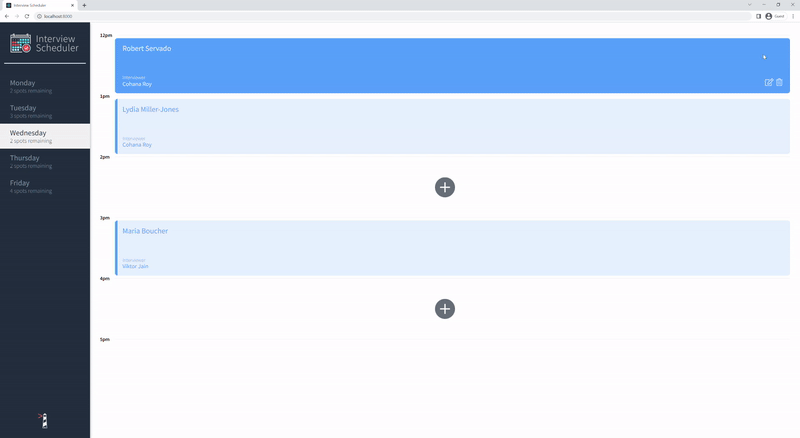 Interview Scheduler
localhost:8000
Guest
Interview
Scheduler
Monday
2 spots remaining
Tuesday
3 spots remaining
Wednesday
2 spots remaining
Thursday
2 spots remaining
Friday
4 spots remaining
12pm
Robert Servado
Interviewer
Cohana Roy
1pm
Lydia Miller-Jones
Interviewer
Cohana Roy
2pm
3pm
Maria Boucher
Interviewer
Viktor Jain
4pm
5pm